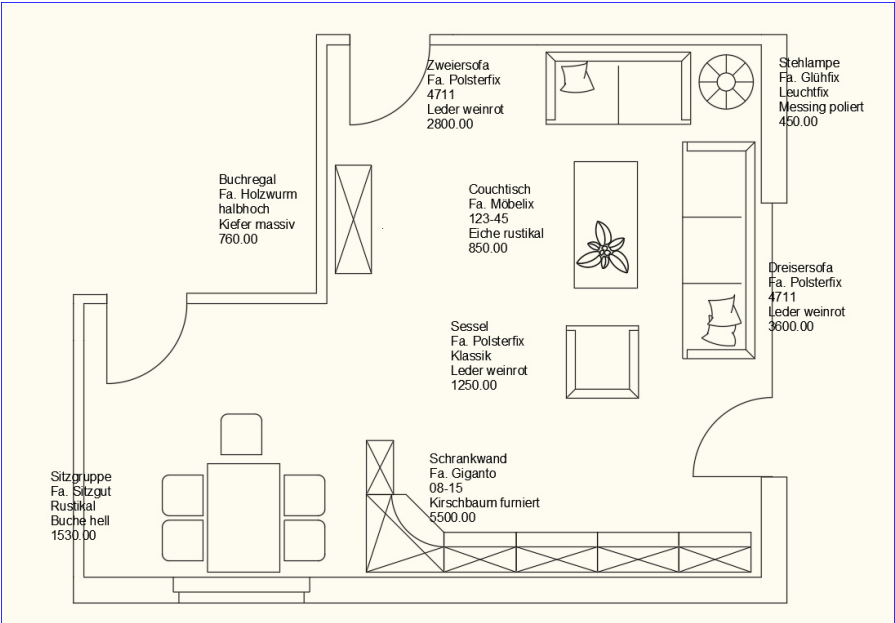 Zweiersofa
Fa. Polsterfix
4711
Leder weinrot
2800.00
Stehlampe
Fa. Glühfix
Leuchtfix
Messing poliert
450.00
Buchregal
Fa. Holzwurm
halbhoch
Kiefer massiv
760.00
Couchtisch
Fa. Möbelix
123-45
Eiche rustikal
850.00
Dreisersofa
Fa. Polsterfix
4711
Leder weinrot
3600.00
Sessel
Fa. Polsterfix
Klassik
Leder weinrot
1250.00
Schrankwand
Fa. Giganto
08-15
Kirschbaum furniert
5500.00
Sitzgruppe
Fa. Sitzgut
Rustikal
Buche hell
1530.00